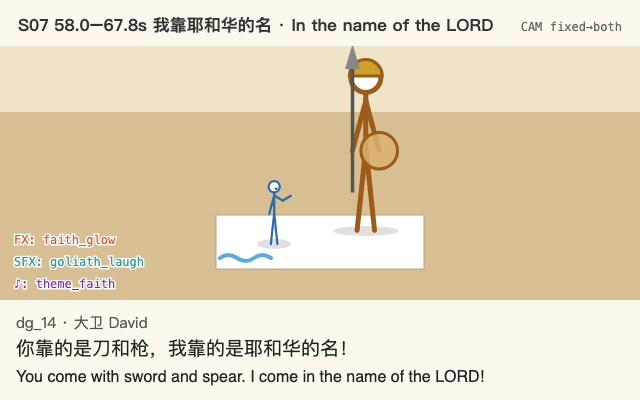 S07 58.0—67.8s 我靠耶和华的名 · In the name of the LORD
CAM fixed→both
FX: faith_glow
SFX: goliath_laugh
♪: theme_faith
dg_14 · 大卫 David
你靠的是刀和枪，我靠的是耶和华的名！
You come with sword and spear. I come in the name of the LORD!